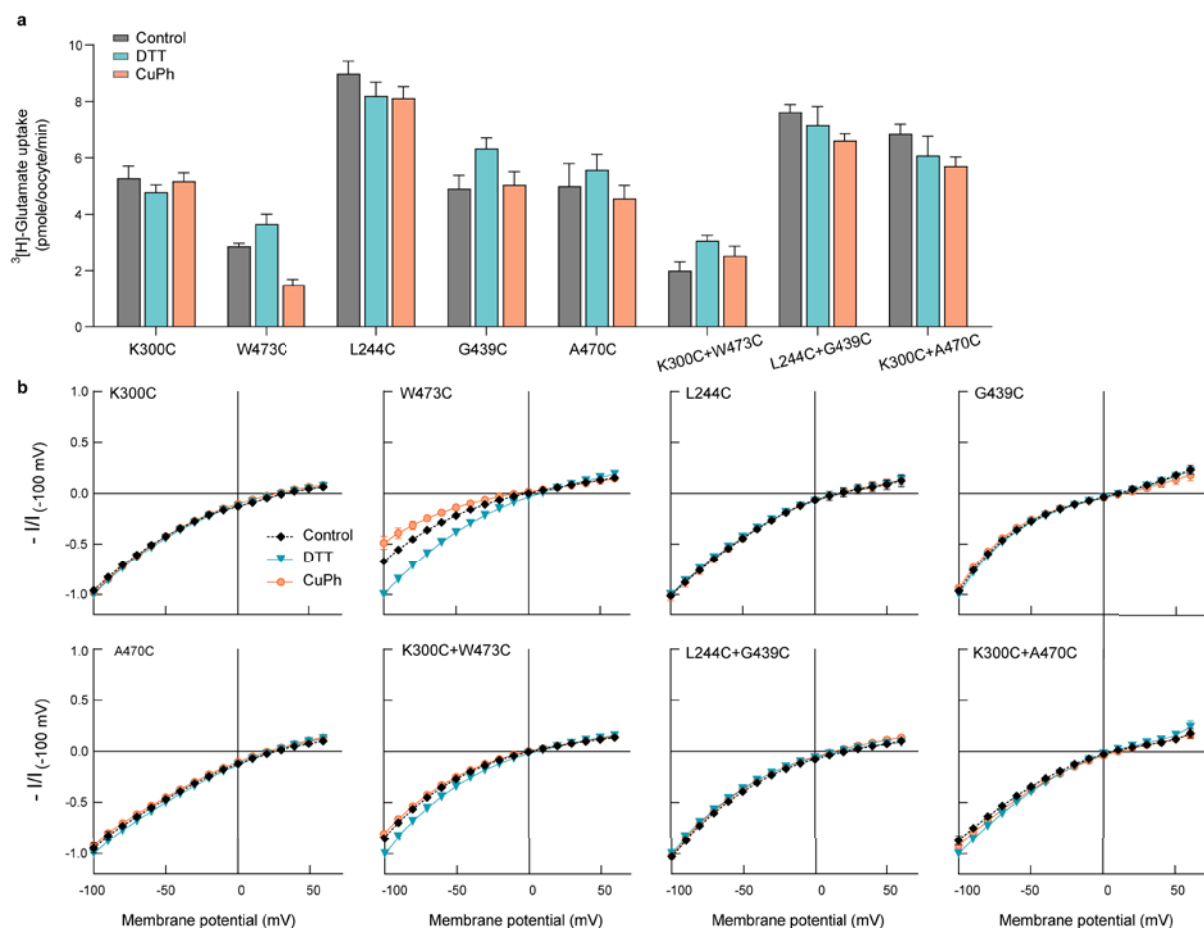 a
Control
DTT
CuPh
³[H]-Glutamate uptake
(pmole/oocyte/min)
10
8
6
4
2
0
K300C
W473C
L244C
G439C
A470C
K300C+W473C
L244C+G439C
K300C+A470C
b
K300C
W473C
L244C
G439C
1.0
0.5
0.0
-0.5
-1.0
- I/I (-100 mV)
Control
DTT
CuPh
A470C
K300C+W473C
L244C+G439C
K300C+A470C
1.0
0.5
0.0
-0.5
-1.0
- I/I (-100 mV)
-100 -50 0 50
-100 -50 0 50
-100 -50 0 50
-100 -50 0 50
Membrane potential (mV)
Membrane potential (mV)
Membrane potential (mV)
Membrane potential (mV)